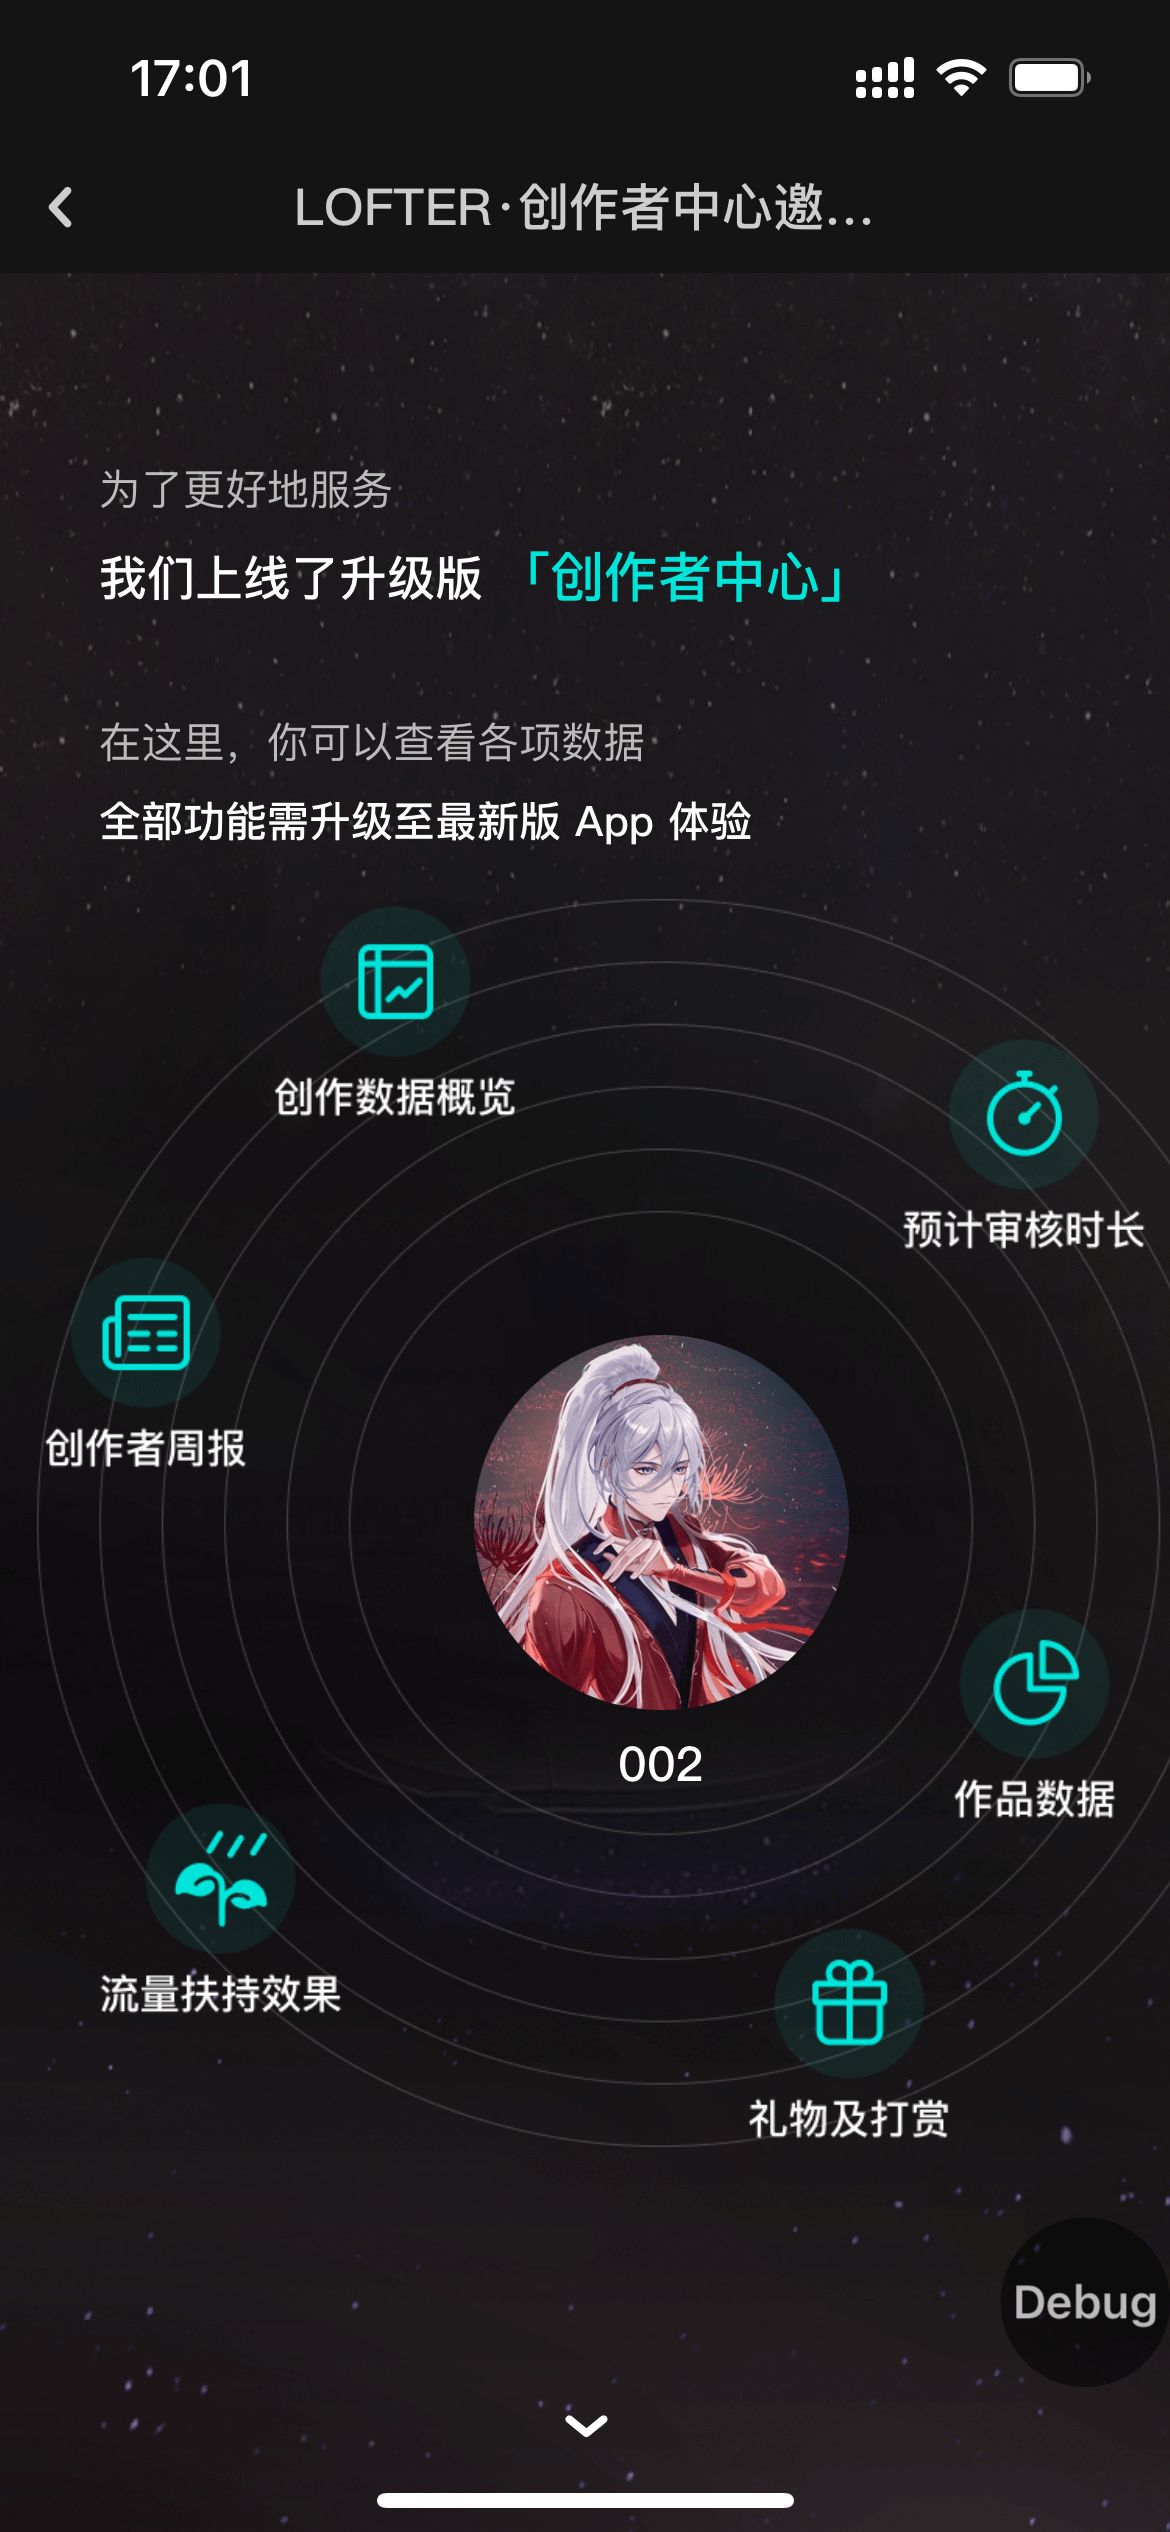 17:01
LOFTER·创作者中心邀...
为了更好地服务
我们上线了升级版「创作者中心」
在这里，你可以查看各项数据
全部功能需升级至最新版 App 体验
创作数据概览
预计审核时长
创作者周报
002
作品数据
流量扶持效果
礼物及打赏
Debug